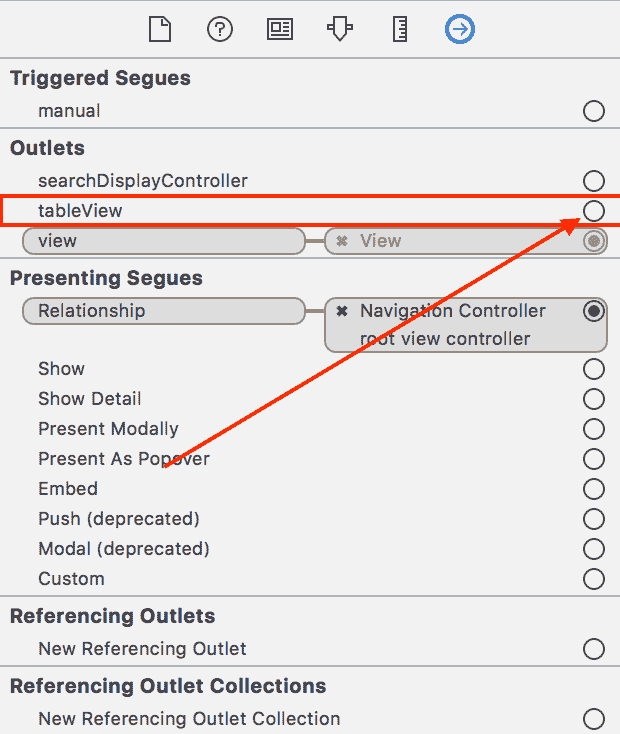 Triggered Segues
manual
Outlets
searchDisplayController
tableView
view
View
Presenting Segues
Relationship
Navigation Controller
root view controller
Show
Show Detail
Present Modally
Present As Popover
Embed
Push (deprecated)
Modal (deprecated)
Custom
Referencing Outlets
New Referencing Outlet
Referencing Outlet Collections
New Referencing Outlet Collection